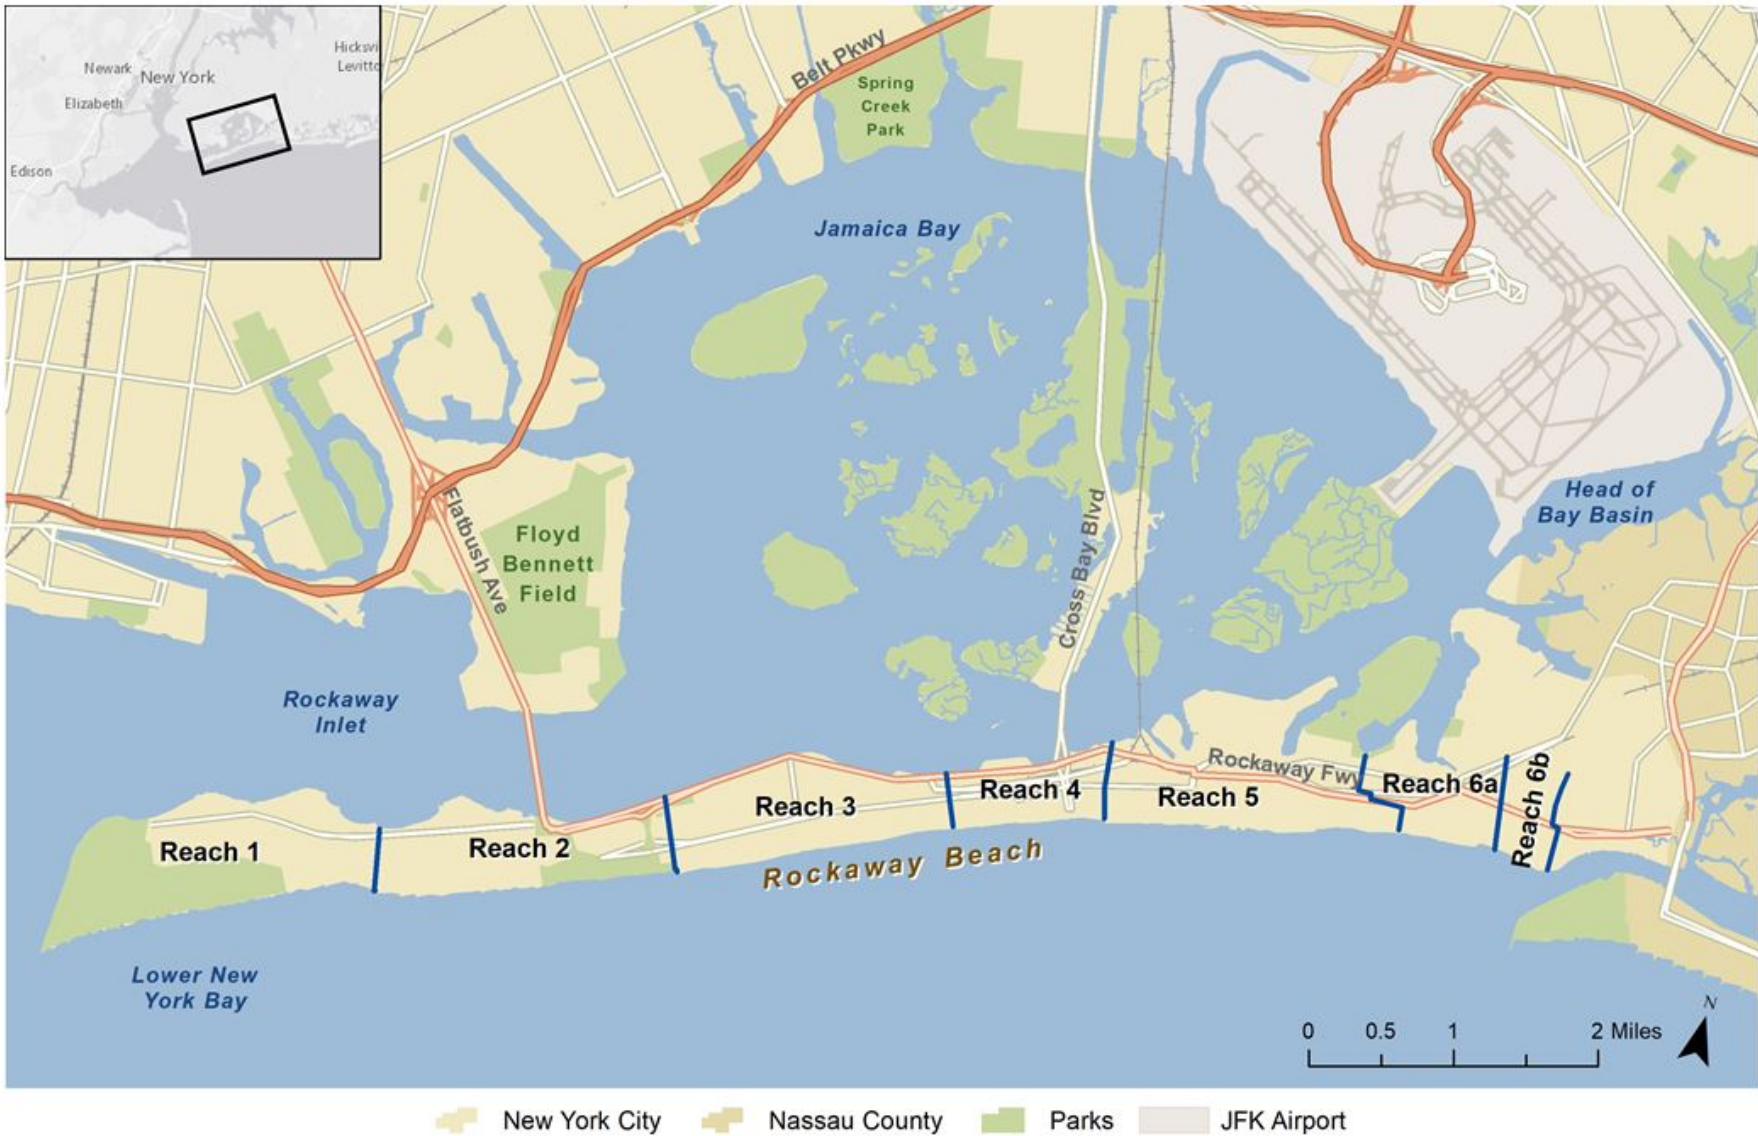 Hicksvi
Levitto
Newark
New York
Elizabeth
Edison
Belt Pkwy
Spring
Creek
Park
Jamaica Bay
Head of
Bay Basin
Flatbush Ave
Floyd
Bennett
Field
Cross Bay Blvd
Rockaway
Inlet
Rockaway Fwy
Reach 1
Reach 2
Reach 3
Reach 4
Reach 5
Reach 6a
Reach 6b
Rockaway Beach
Lower New
York Bay
N
0 0.5 1 2 Miles
New York City Nassau County Parks JFK Airport